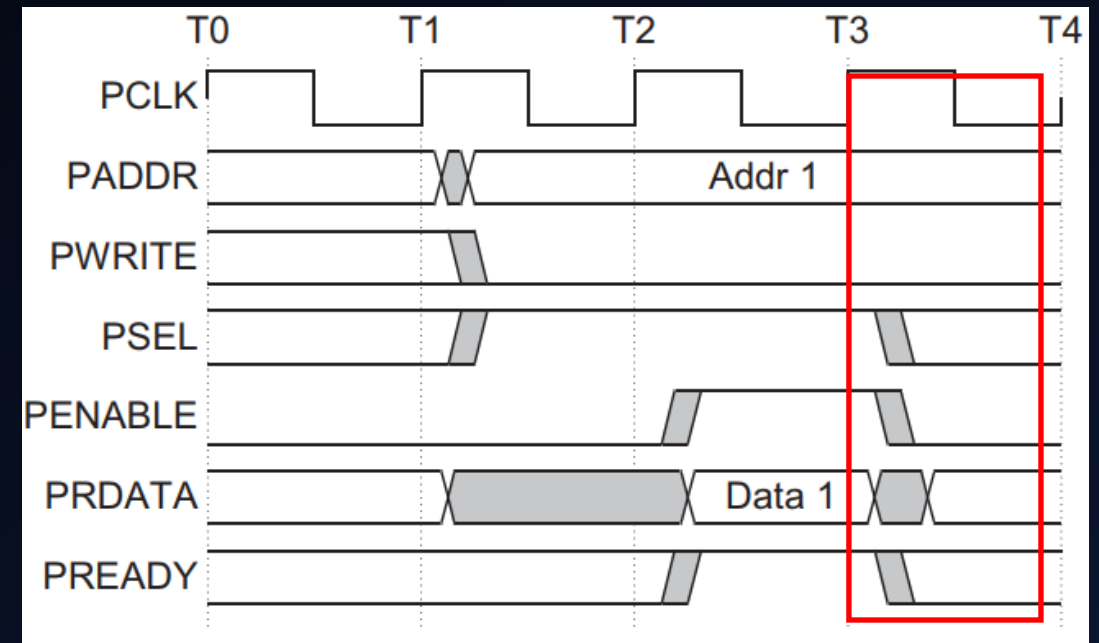 T0 T1 T2 T3 T4
PCLK
PADDR Addr 1
PWRITE
PSEL
PENABLE
PRDATA Data 1
PREADY